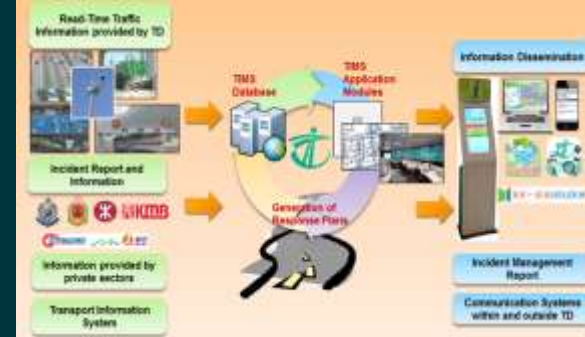 Read-Time Traffic
Information provided by TD
Incident Report and
Information
KMB
Information provided by
private sectors
Transport Information
System
TIMS
Database
TIMS
Application
Modules
Generation of
Response Plans
Information Dissemination
Incident Management
Report
Communication Systems
within and outside TD